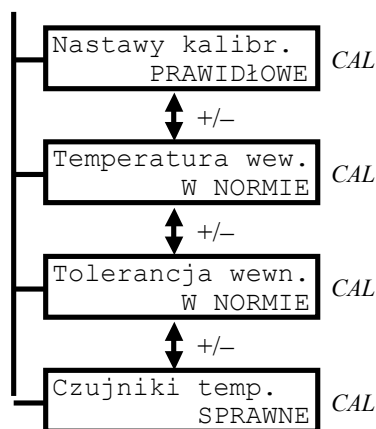 Nastawy kalibr.
PRAWIDŁOWE CAL
+/–
Temperatura wew.
W NORMIE CAL
+/–
Tolerancja wewn.
W NORMIE CAL
+/–
Czujniki temp.
SPRAWNE CAL